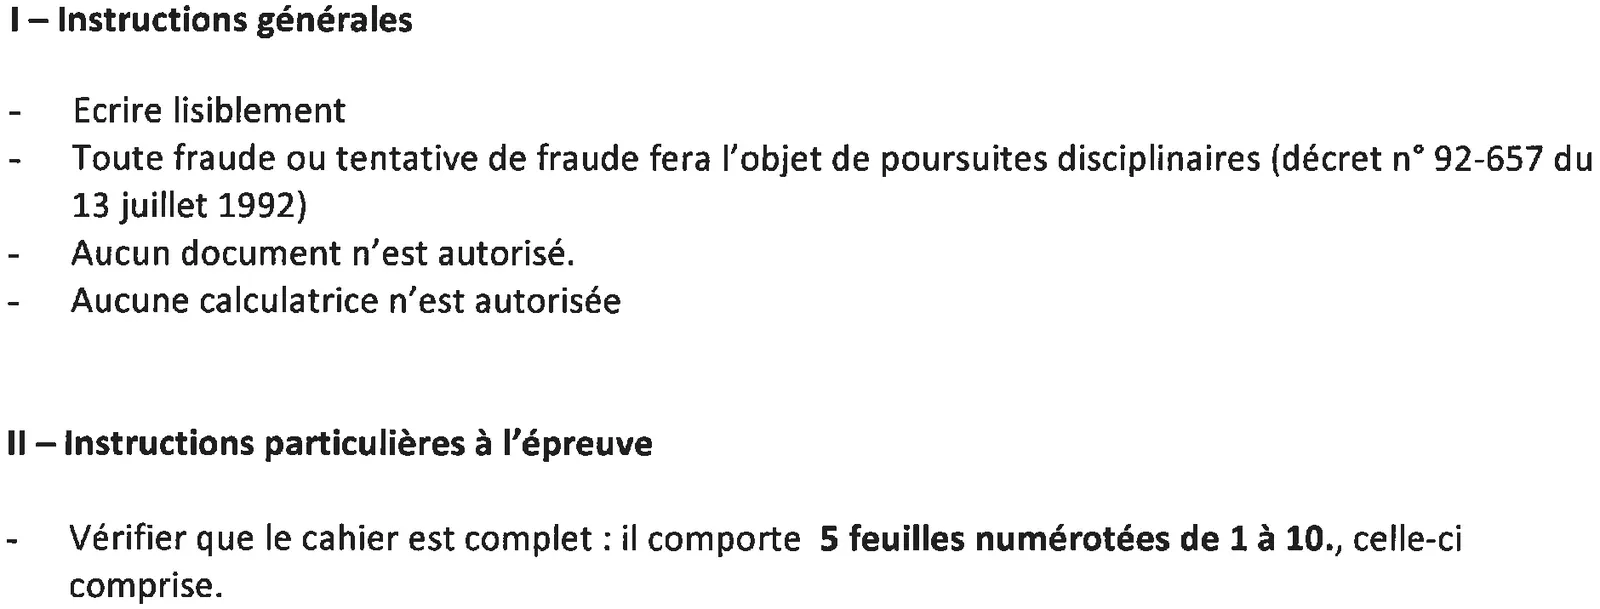 I – Instructions générales
- Ecrire lisiblement
- Toute fraude ou tentative de fraude fera l'objet de poursuites disciplinaires (décret n° 92-657 du
13 juillet 1992)
- Aucun document n'est autorisé.
- Aucune calculatrice n'est autorisée
II – Instructions particulières à l'épreuve
- Vérifier que le cahier est complet : il comporte 5 feuilles numérotées de 1 à 10., celle-ci
comprise.